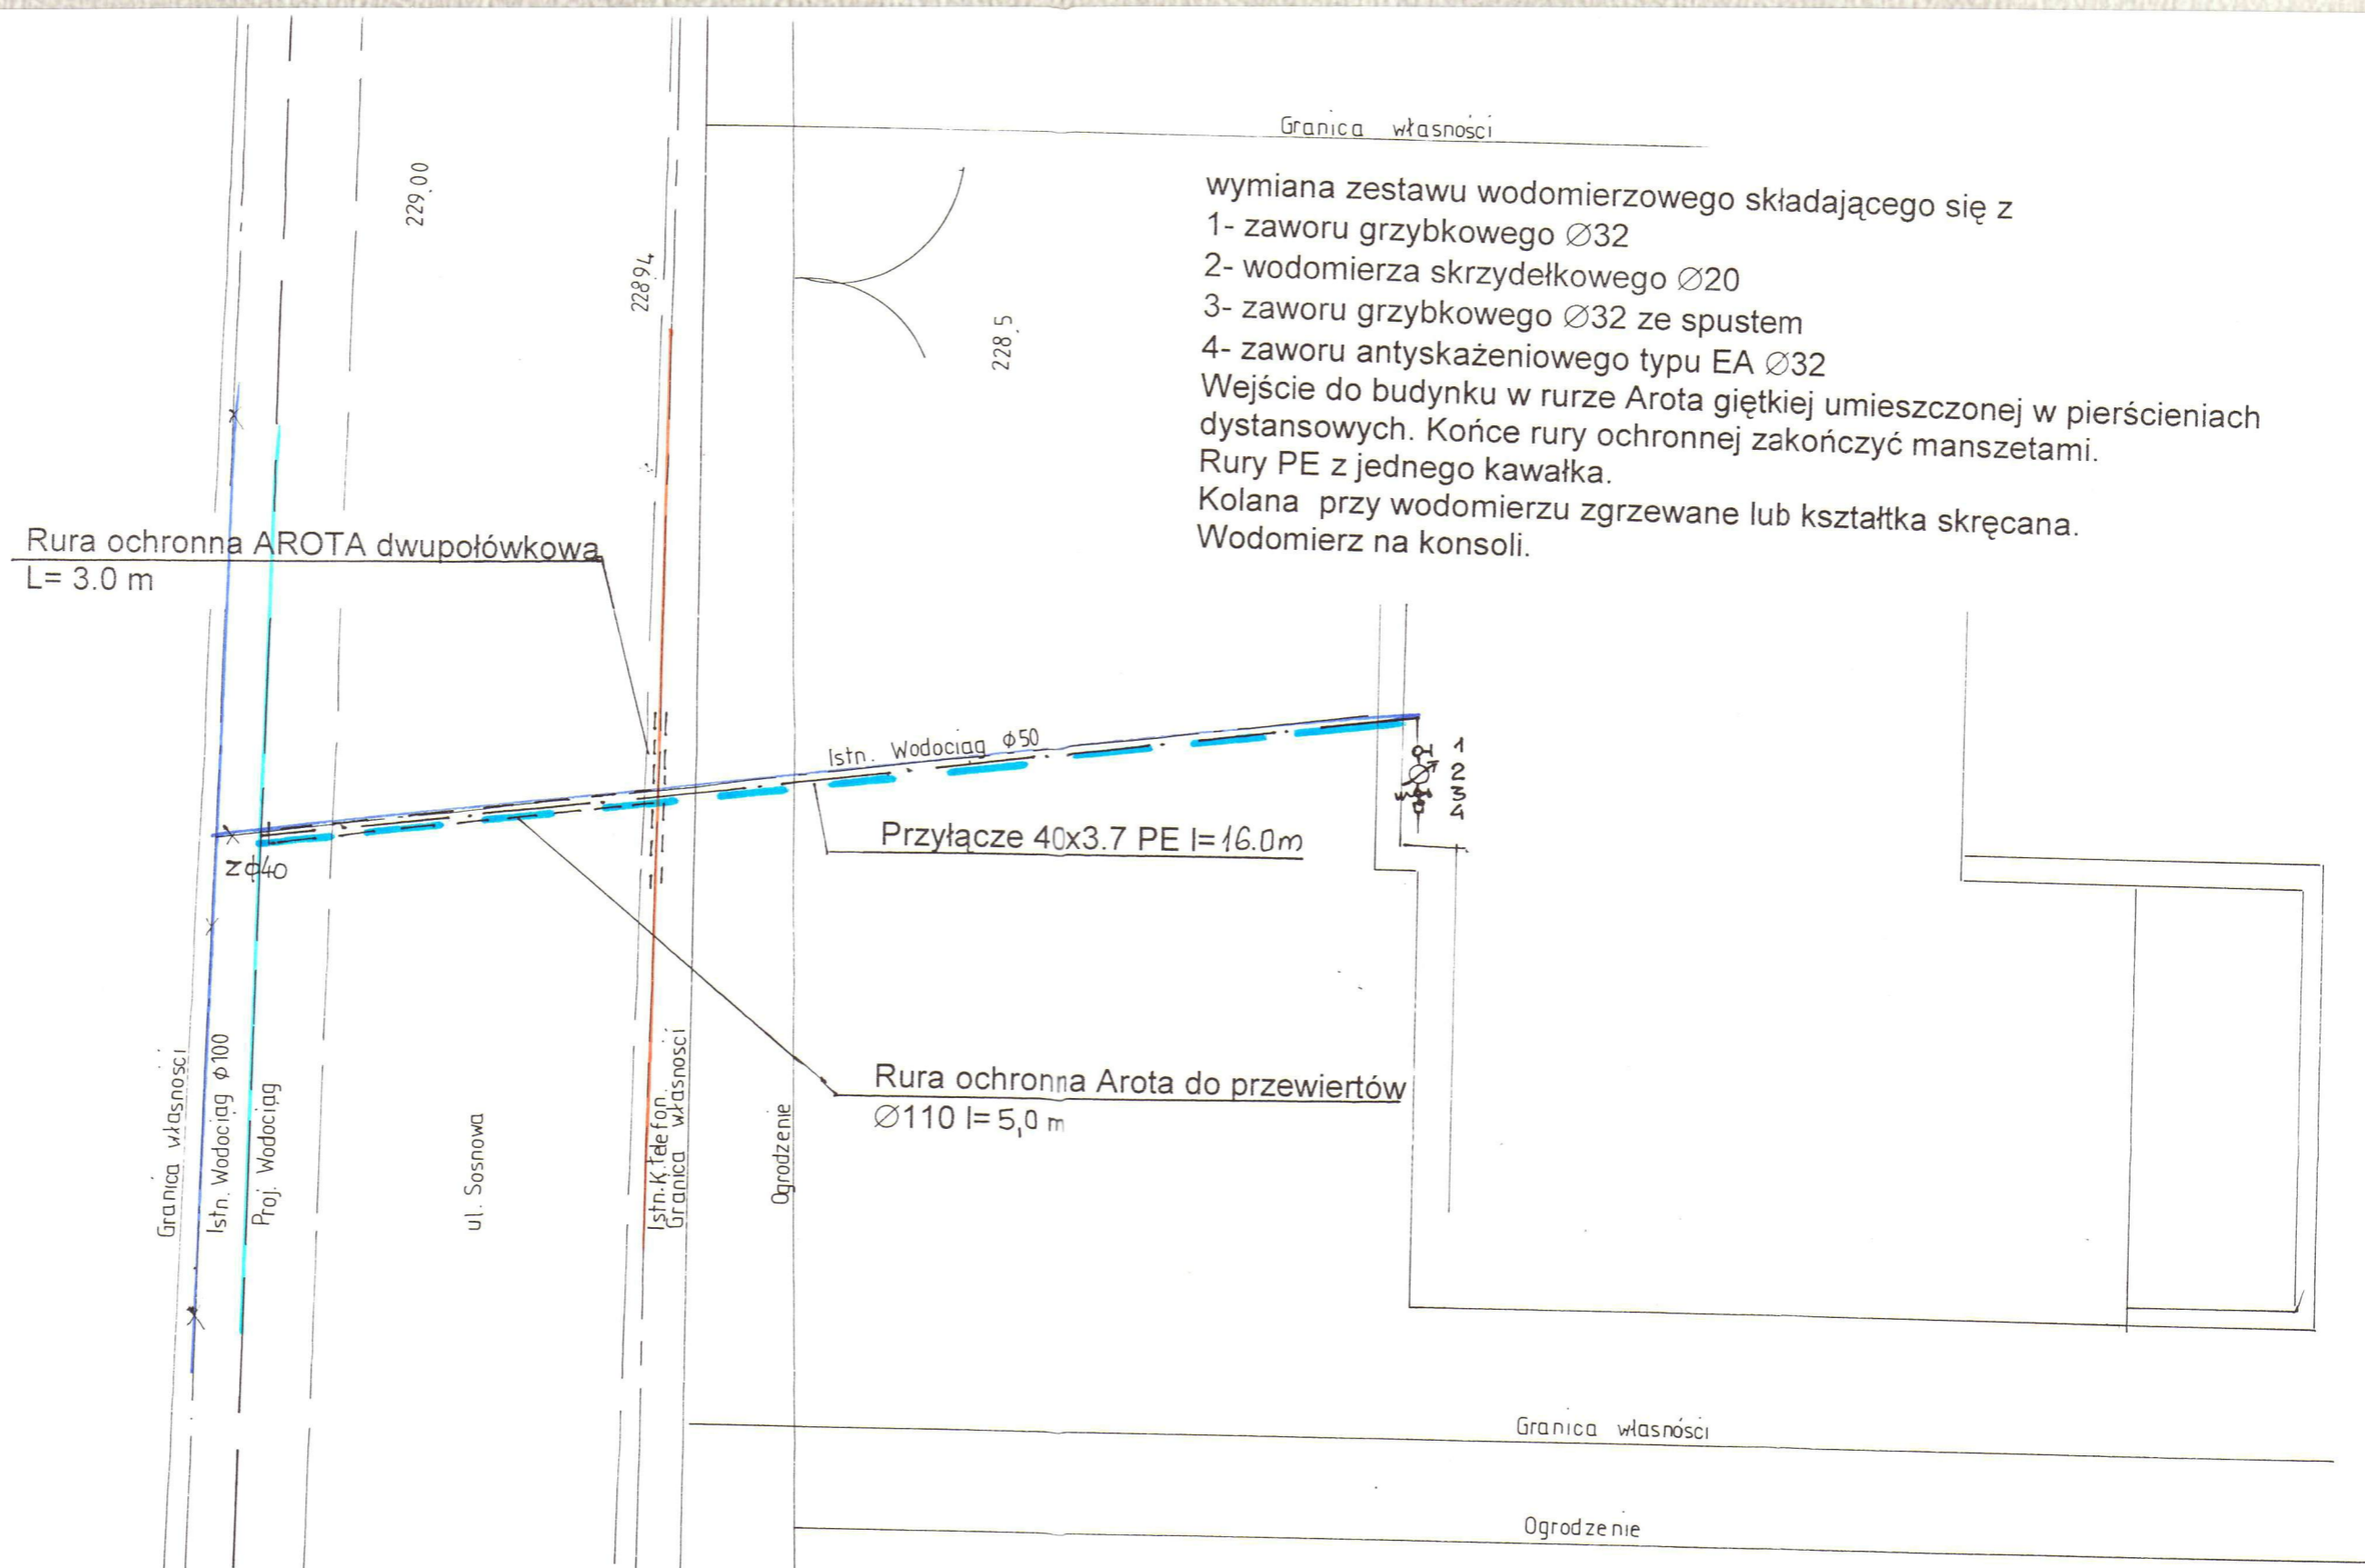 Granica własności
229.00
228.94
228.5
wymiana zestawu wodomierzowego składającego się z
1- zaworu grzybkowego ∅32
2- wodomierza skrzydełkowego ∅20
3- zaworu grzybkowego ∅32 ze spustem
4- zaworu antyskażeniowego typu EA ∅32
Wejście do budynku w rurze Arota giętkiej umieszczonej w pierścieniach
dystansowych. Końce rury ochronnej zakończyć manszetami.
Rury PE z jednego kawałka.
Kolana przy wodomierzu zgrzewane lub kształtka skręcana.
Wodomierz na konsoli.
Rura ochronna AROTA dwupołówkowa
L= 3.0 m
Istn. Wodociąg ϕ50
1
2
3
4
Przyłącze 40x3.7 PE l= 16.0m
Zϕ40
Rura ochronna Arota do przewiertów
∅110 l= 5,0 m
Granica własności
Istn. Wodociąg ϕ100
Proj. Wodociąg
ul. Sosnowa
Istn.K.telefon.
Granica własności
Ogrodzenie
Granica własnósci
Ogrodzenie